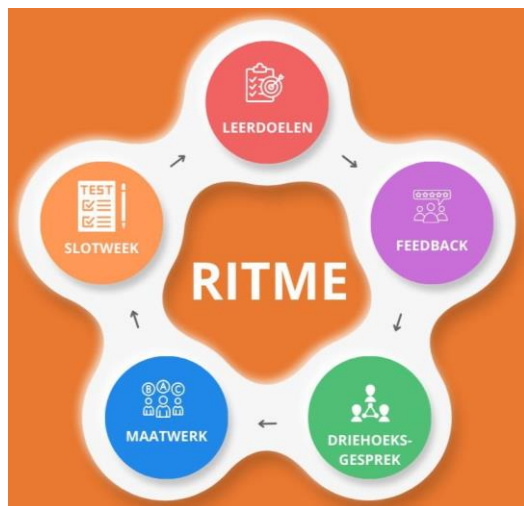 LEERDOELEN
FEEDBACK
DRIEHOEKS-
GESPREK
B A C
MAATWERK
TEST
SLOTWEEK
RITME